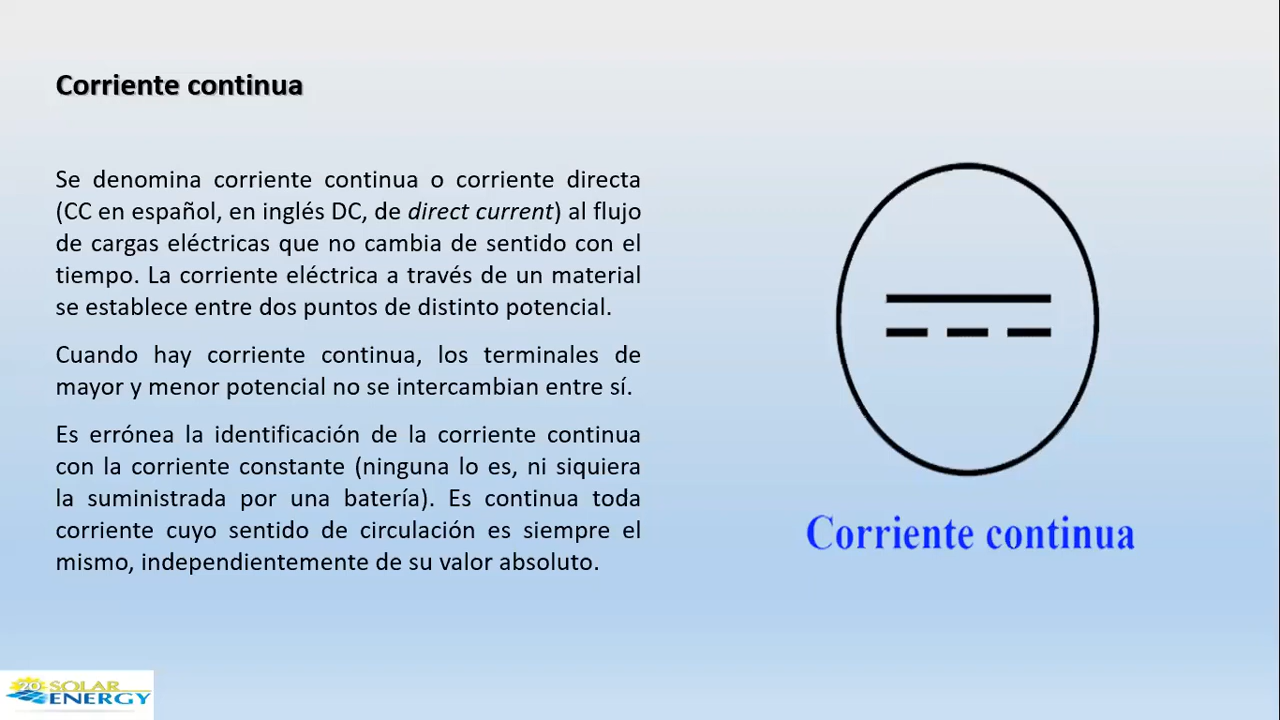 Corriente continua
Se denomina corriente continua o corriente directa
(CC en español, en inglés DC, de direct current) al flujo
de cargas eléctricas que no cambia de sentido con el
tiempo. La corriente eléctrica a través de un material
se establece entre dos puntos de distinto potencial.
Cuando hay corriente continua, los terminales de
mayor y menor potencial no se intercambian entre sí.
Es errónea la identificación de la corriente continua
con la corriente constante (ninguna lo es, ni siquiera
la suministrada por una batería). Es continua toda
corriente cuyo sentido de circulación es siempre el
mismo, independientemente de su valor absoluto.
Corriente continua
20 SOLAR
ENERGY